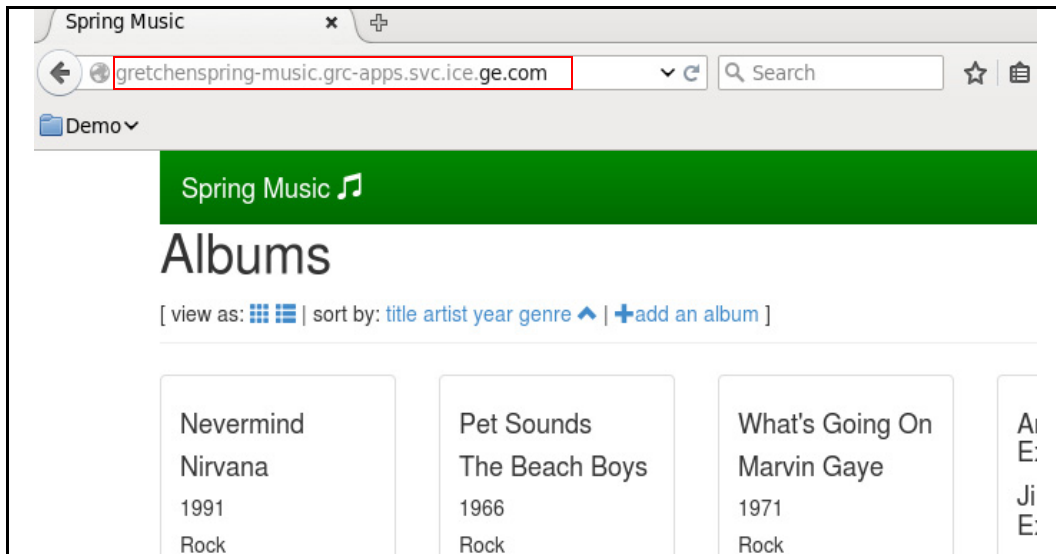 Spring Music
gretchenspring-music.grc-apps.svc.ice.ge.com
Search
Demo
Spring Music
Albums
[ view as: | sort by: title artist year genre | add an album ]
Nevermind
Nirvana
1991
Rock
Pet Sounds
The Beach Boys
1966
Rock
What's Going On
Marvin Gaye
1971
Rock